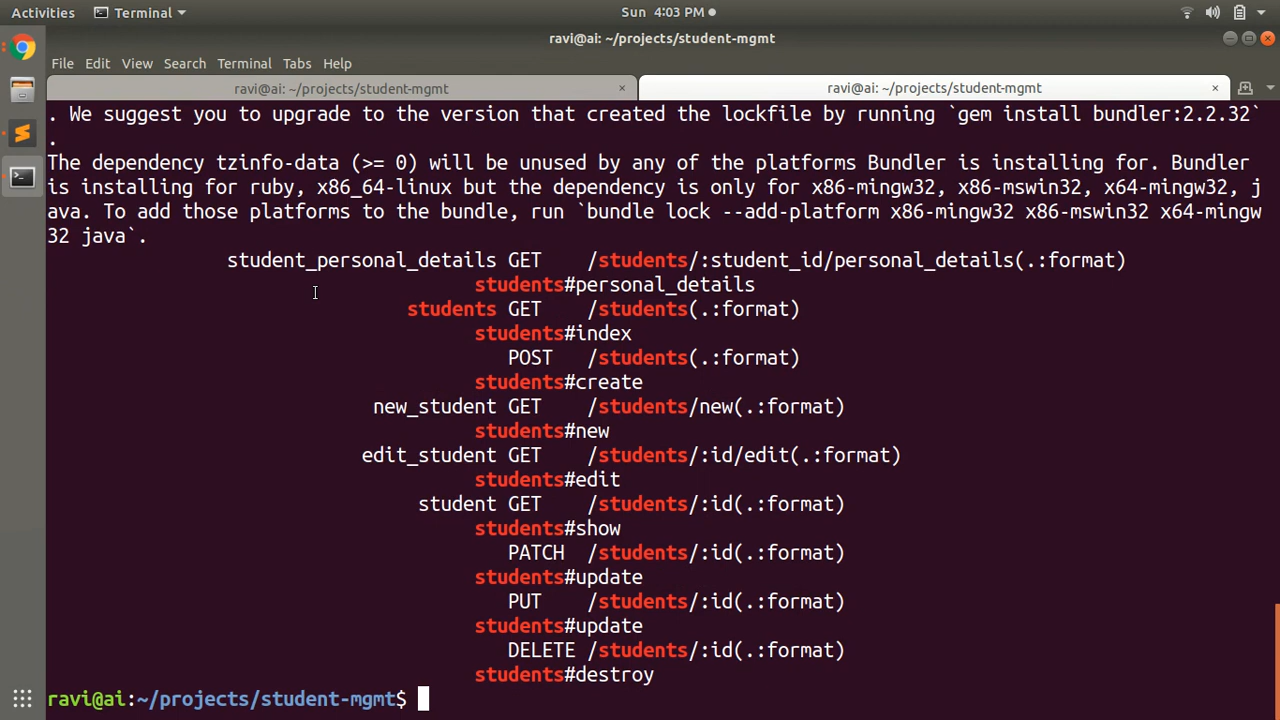 Activities Terminal Sun 4:03 PM
ravi@ai: ~/projects/student-mgmt
File Edit View Search Terminal Tabs Help
ravi@ai: ~/projects/student-mgmt × ravi@ai: ~/projects/student-mgmt ×
. We suggest you to upgrade to the version that created the lockfile by running `gem install bundler:2.2.32`
.
The dependency tzinfo-data (>= 0) will be unused by any of the platforms Bundler is installing for. Bundler
is installing for ruby, x86_64-linux but the dependency is only for x86-mingw32, x86-mswin32, x64-mingw32, j
ava. To add those platforms to the bundle, run `bundle lock --add-platform x86-mingw32 x86-mswin32 x64-mingw
32 java`.
student_personal_details GET /students/:student_id/personal_details(.:format)
students#personal_details
students GET /students(.:format)
students#index
POST /students(.:format)
students#create
new_student GET /students/new(.:format)
students#new
edit_student GET /students/:id/edit(.:format)
students#edit
student GET /students/:id(.:format)
students#show
PATCH /students/:id(.:format)
students#update
PUT /students/:id(.:format)
students#update
DELETE /students/:id(.:format)
students#destroy
ravi@ai:~/projects/student-mgmt$